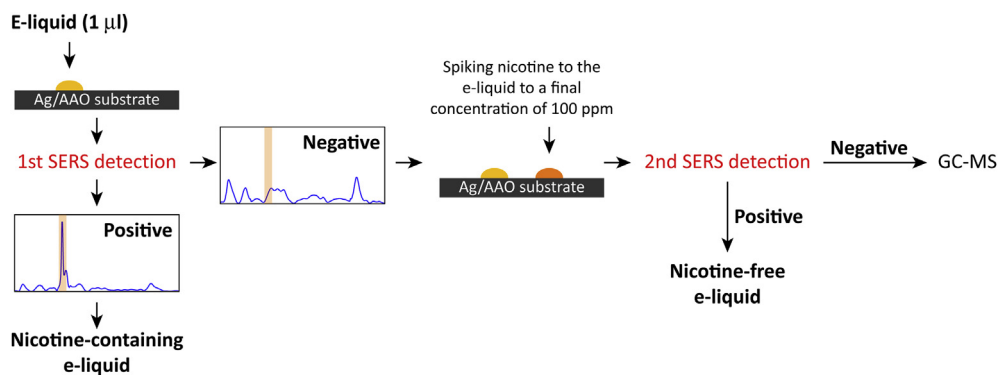 E-liquid (1 µl)
Ag/AAO substrate
1st SERS detection
Positive
Nicotine-containing
e-liquid
Negative
Spiking nicotine to the
e-liquid to a final
concentration of 100 ppm
Ag/AAO substrate
2nd SERS detection
Negative
GC-MS
Positive
Nicotine-free
e-liquid